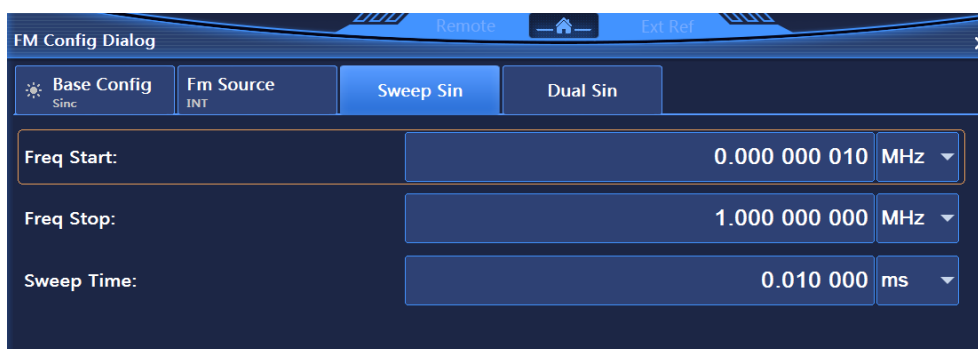 Remote Ext Ref
FM Config Dialog
Base Config Fm Source Sweep Sin Dual Sin
Sinc INT
Freq Start: 0.000 000 010 MHz
Freq Stop: 1.000 000 000 MHz
Sweep Time: 0.010 000 ms